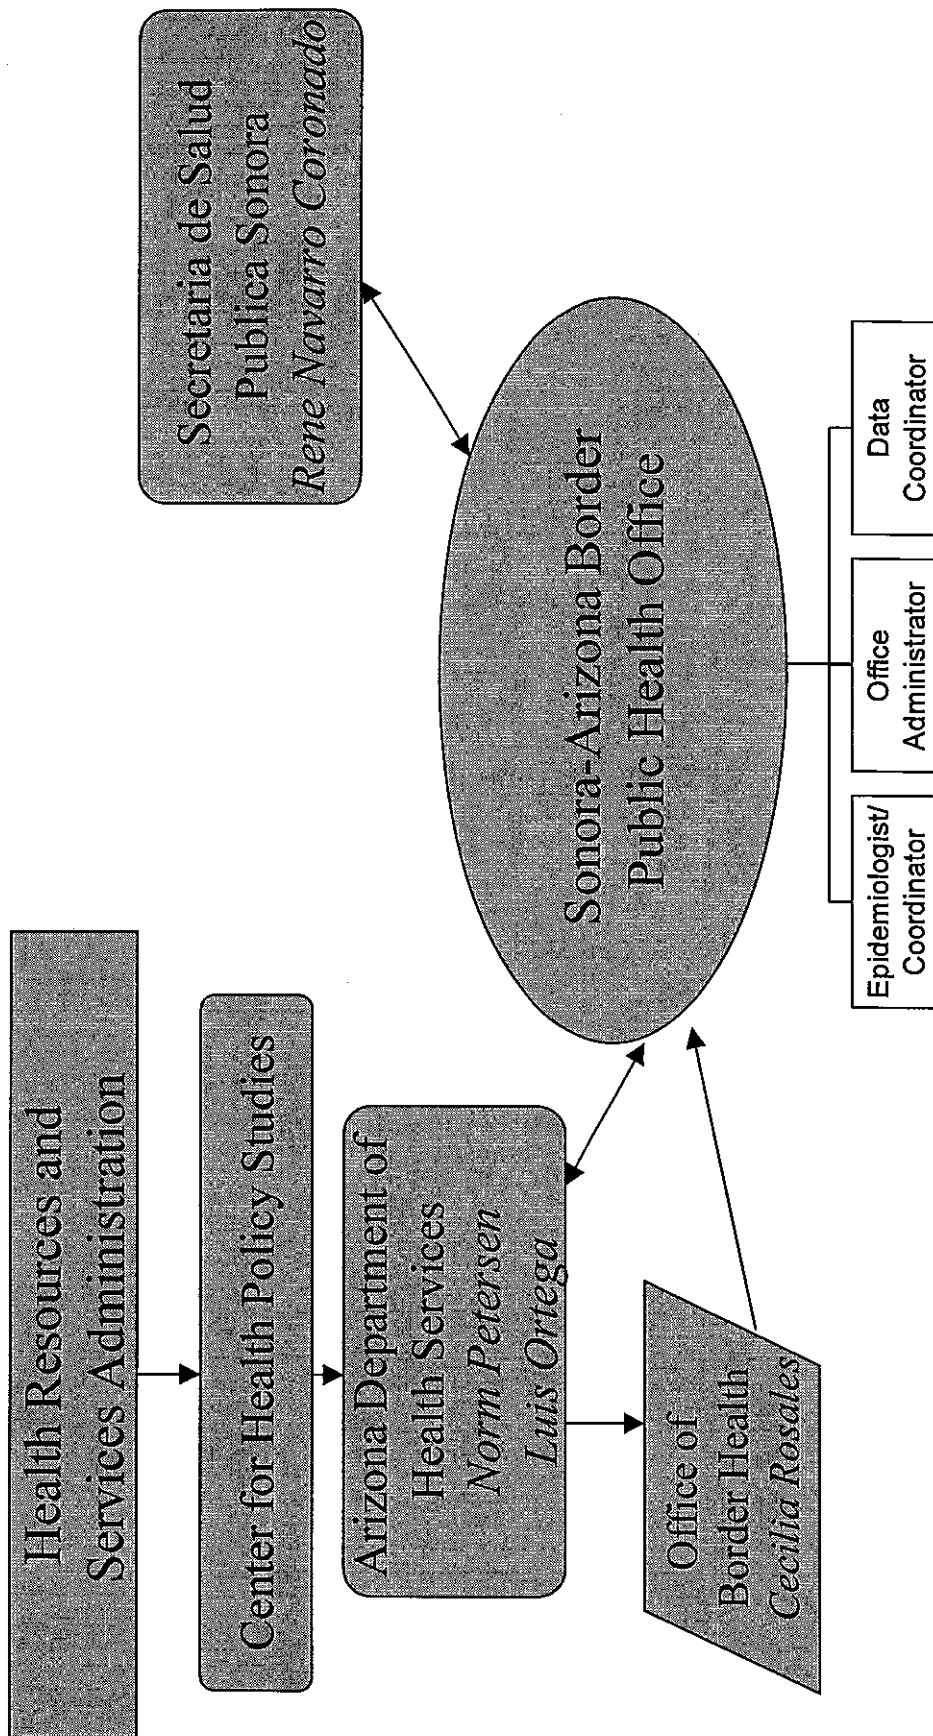 Health Resources and
Services Administration
Center for Health Policy Studies
Arizona Department of
Health Services
Norm Petersen
Luis Ortega
Office of
Border Health
Cecilia Rosales
Secretaria de Salud
Publica Sonora
Rene Navarro Coronado
Sonora-Arizona Border
Public Health Office
Epidemiologist/
Coordinator
Office
Administrator
Data
Coordinator